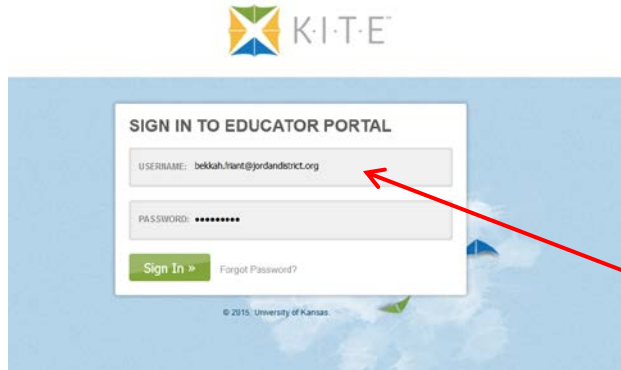 K·I·T·E™
SIGN IN TO EDUCATOR PORTAL
USERNAME: bekkah.friant@jordandistrict.org
PASSWORD: •••••••••
Sign In »
Forgot Password?
© 2015, University of Kansas.